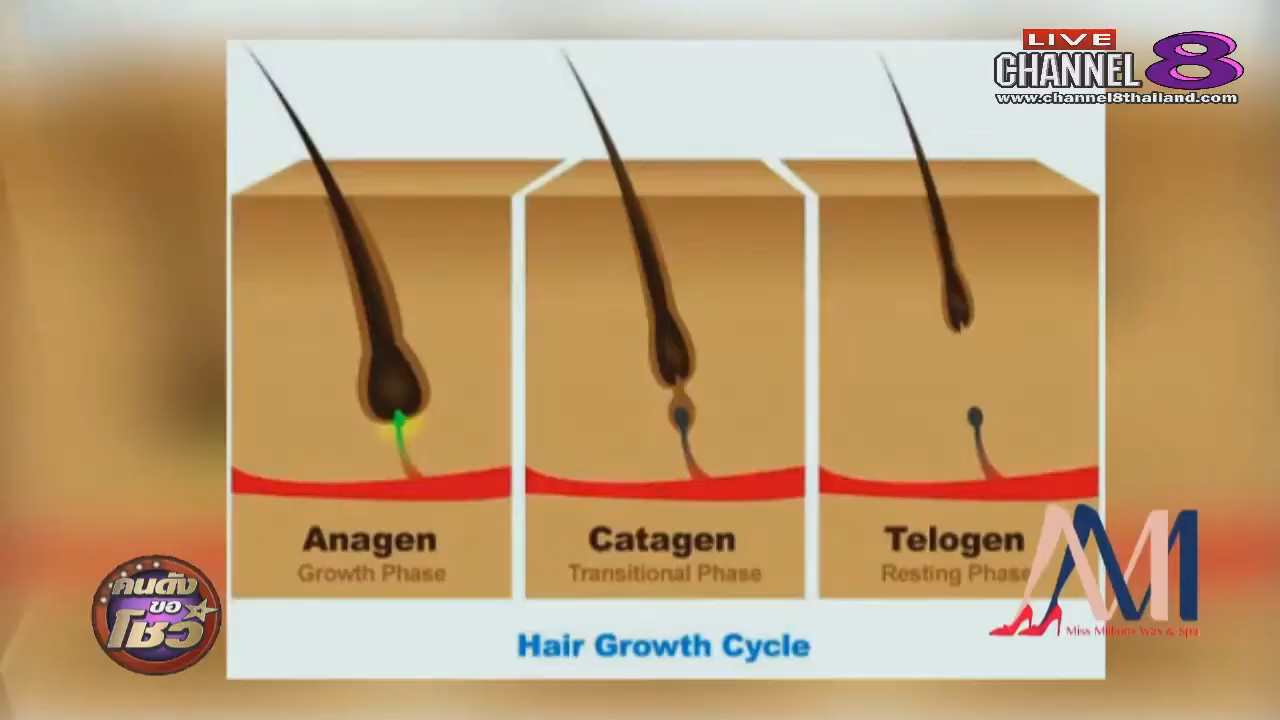 LIVE
CHANNEL 8
www.channel8thailand.com
Anagen
Growth Phase
Catagen
Transitional Phase
Telogen
Resting Phase
Hair Growth Cycle
คนดัง
ขอ
โชว์
Miss Millions Wax & Spa